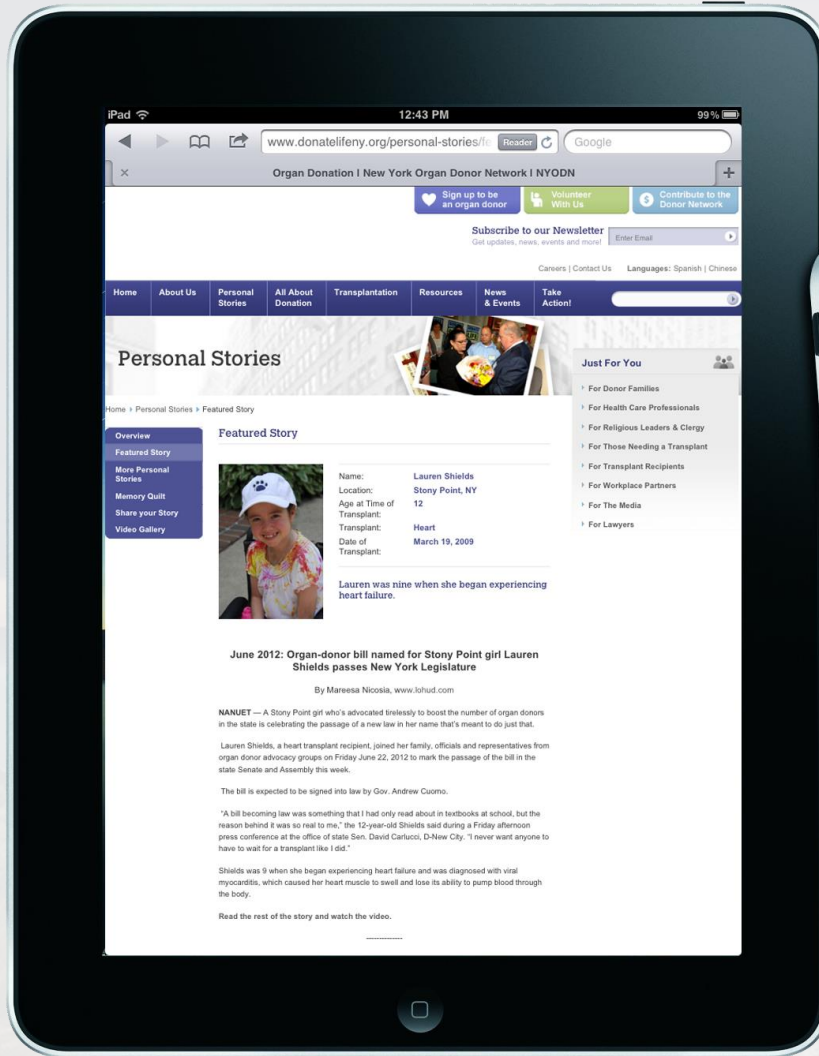 iPad
12:43 PM
99%
www.donatelifeny.org/personal-stories/fe
Reader
Google
Organ Donation | New York Organ Donor Network | NYODN
Sign up to be
an organ donor
Volunteer
With Us
Contribute to the
Donor Network
Subscribe to our Newsletter
Get updates, news, events and more!
Enter Email
Careers | Contact Us
Languages: Spanish | Chinese
Home
About Us
Personal
Stories
All About
Donation
Transplantation
Resources
News
& Events
Take
Action!
Personal Stories
Just For You
For Donor Families
For Health Care Professionals
For Religious Leaders & Clergy
For Those Needing a Transplant
For Transplant Recipients
For Workplace Partners
For The Media
For Lawyers
Home Personal Stories Featured Story
Overview
Featured Story
More Personal
Stories
Memory Quilt
Share your Story
Video Gallery
Featured Story
Name: Lauren Shields
Location: Stony Point, NY
Age at Time of 12
Transplant:
Transplant: Heart
Date of March 19, 2009
Transplant:
Lauren was nine when she began experiencing
heart failure.
June 2012: Organ-donor bill named for Stony Point girl Lauren
Shields passes New York Legislature
By Mareesa Nicosia, www.lohud.com
NANUET — A Stony Point girl who's advocated tirelessly to boost the number of organ donors
in the state is celebrating the passage of a new law in her name that's meant to do just that.
Lauren Shields, a heart transplant recipient, joined her family, officials and representatives from
organ donor advocacy groups on Friday June 22, 2012 to mark the passage of the bill in the
state Senate and Assembly this week.
The bill is expected to be signed into law by Gov. Andrew Cuomo.
"A bill becoming law was something that I had only read about in textbooks at school, but the
reason behind it was so real to me," the 12-year-old Shields said during a Friday afternoon
press conference at the office of state Sen. David Carlucci, D-New City. "I never want anyone to
have to wait for a transplant like I did."
Shields was 9 when she began experiencing heart failure and was diagnosed with viral
myocarditis, which caused her heart muscle to swell and lose its ability to pump blood through
the body.
Read the rest of the story and watch the video.
--------------